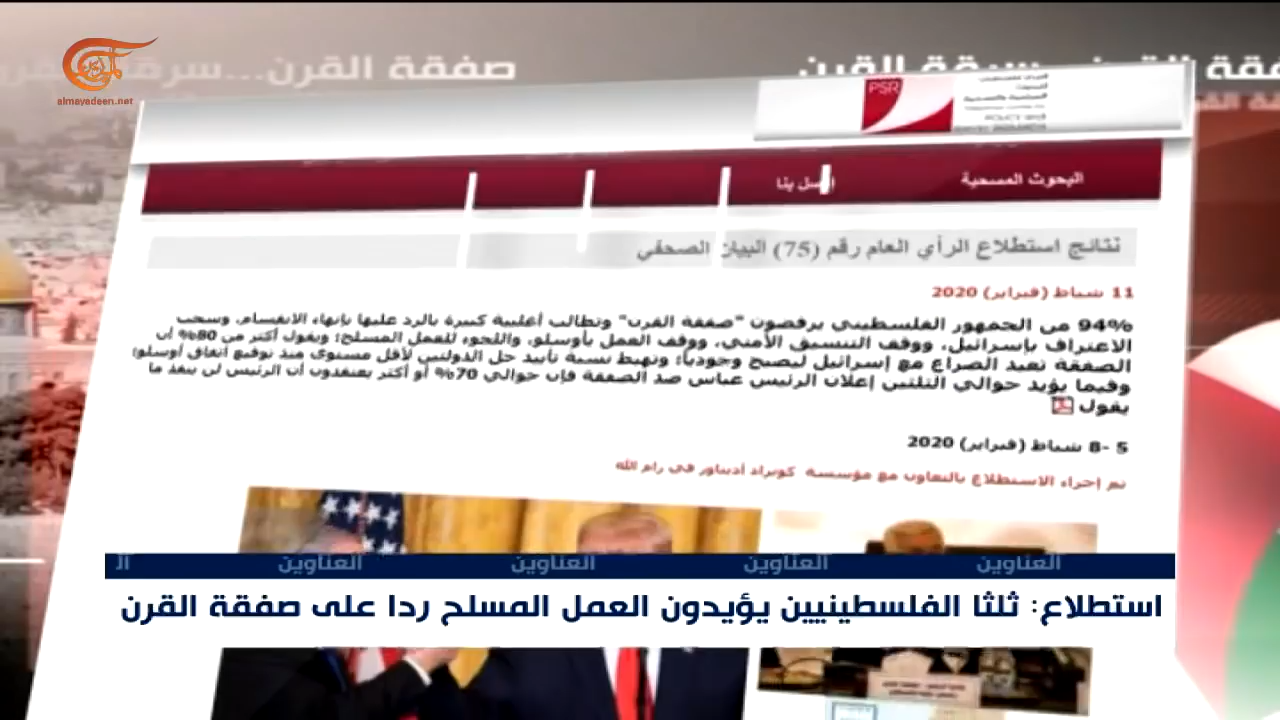 صفقة القرن...سرقة القرن
almayadeen.net
PSR
البحوث المسحية
اتصل بنا
نتائج استطلاع الرأي العام رقم (75) البيان الصحفي
11 شباط (فبراير) 2020
94% من الجمهور الفلسطيني يرفضون "صفقة القرن" وتطالب أغلبية كبيرة بالرد عليها بإنهاء الانقسام، وسحب
الاعتراف بإسرائيل، ووقف التنسيق الأمني، ووقف العمل بأوسلو، واللجوء للعمل المسلح؛ ويقول أكثر من 80% أن
الصفقة تعيد الصراع مع إسرائيل ليصبح وجودياً؛ وتهبط نسبة تأييد حل الدولتين لأقل مستوى منذ توقيع اتفاق أوسلو؛
وفيما يؤيد حوالي الثلثين إعلان الرئيس عباس ضد الصفقة فإن حوالي 70% أو أكثر يعتقدون أن الرئيس لن ينفذ ما
يقول
5 -8 شباط (فبراير) 2020
تم إجراء الاستطلاع بالتعاون مع مؤسسة كونراد أديناور في رام الله
العناوين العناوين العناوين العناوين
استطلاع: ثلثا الفلسطينيين يؤيدون العمل المسلح ردا على صفقة القرن